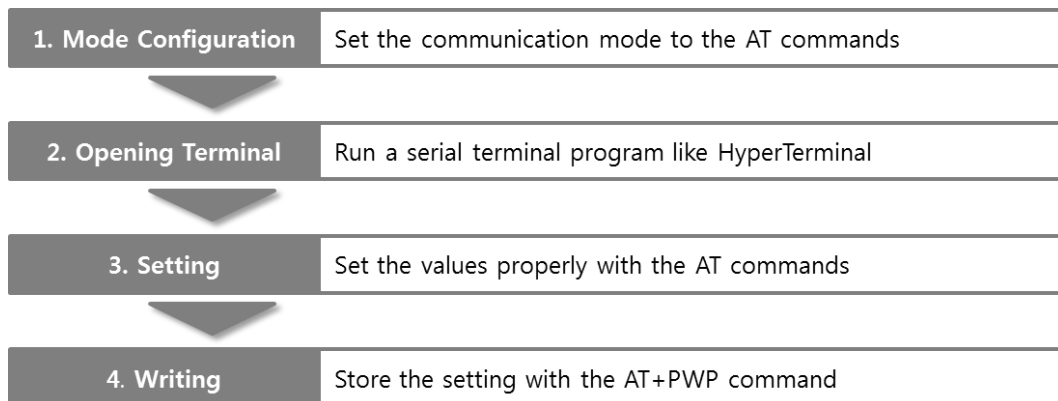 1. Mode Configuration Set the communication mode to the AT commands
2. Opening Terminal Run a serial terminal program like HyperTerminal
3. Setting Set the values properly with the AT commands
4. Writing Store the setting with the AT+PWP command